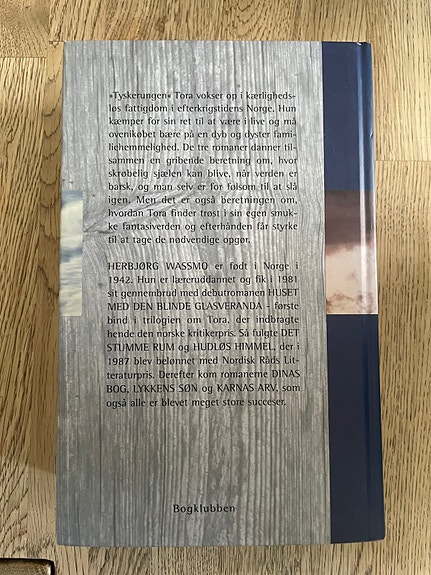 »Tyskerungen« Tora vokser op i kærligheds-
løs fattigdom i efterkrigstidens Norge. Hun
kæmper for sin ret til at være i live og må
ovenikøbet bære på en dyb og dyster fami-
liehemmelighed. De tre romaner danner til-
sammen en gribende beretning om, hvor
skrøbelig sjælen kan blive, når verden er
barsk, og man selv er for følsom til at slå
igen. Men det er også beretningen om,
hvordan Tora finder trøst i sin egen smuk-
ke fantasiverden og efterhånden får styrke
til at tage de nødvendige opgør.
HERBJØRG WASSMO er født i Norge i
1942. Hun er læreruddannet og fik i 1981
sit gennembrud med debutromanen HUSET
MED DEN BLINDE GLASVERANDA - første
bind i trilogien om Tora, der indbragte
hende den norske kritikerpris. Så fulgte DET
STUMME RUM og HUDLØS HIMMEL, der i
1987 blev belønnet med Nordisk Råds Lit-
teraturpris. Derefter kom romanerne DINAS
BOG, LYKKENS SØN og KARNAS ARV, som
også alle er blevet meget store succeser.
Bogklubben